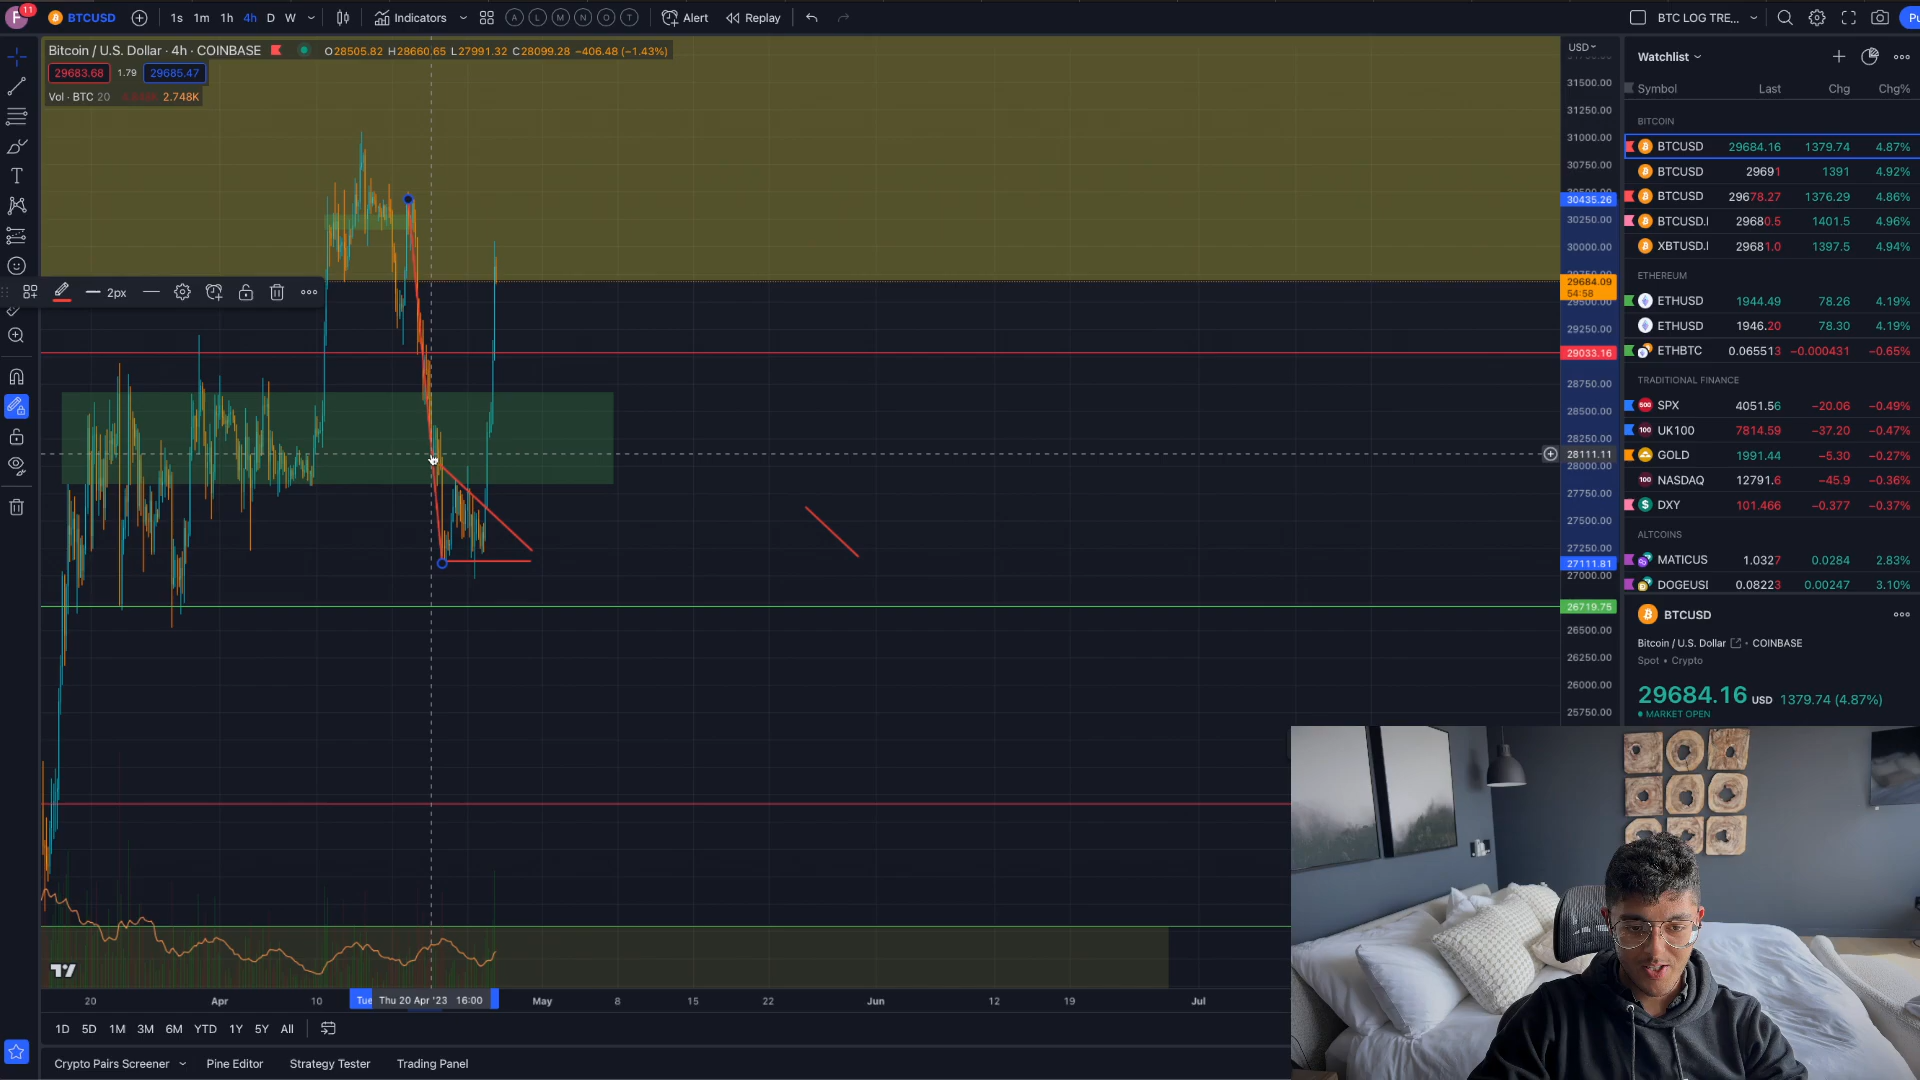 F 11 BTCUSD 1s 1m 1h 4h D W Indicators A L M N O T Alert Replay BTC LOG TRE... Pu
Bitcoin / U.S. Dollar · 4h · COINBASE O28505.82 H28660.65 L27991.32 C28099.28 −406.48 (−1.43%)
29683.68 1.79 29685.47
Vol · BTC 20 2.748K
2px
USD
31500.00
31250.00
31000.00
30750.00
30500.00
30435.26
30250.00
30000.00
29684.09
54:58
29500.00
29250.00
29033.16
28750.00
28500.00
28250.00
28111.11
28000.00
27750.00
27500.00
27250.00
27111.81
27000.00
26719.75
26500.00
26250.00
26000.00
25750.00
Watchlist
Symbol Last Chg Chg%
BITCOIN
BTCUSD 29684.16 1379.74 4.87%
BTCUSD 29691 1391 4.92%
BTCUSD 29678.27 1376.29 4.86%
BTCUSD.I 29680.5 1401.5 4.96%
XBTUSD.I 29681.0 1397.5 4.94%
ETHEREUM
ETHUSD 1944.49 78.26 4.19%
ETHUSD 1946.20 78.30 4.19%
ETHBTC 0.065513 −0.000431 −0.65%
TRADITIONAL FINANCE
500 SPX 4051.56 −20.06 −0.49%
100 UK100 7814.59 −37.20 −0.47%
GOLD 1991.44 −5.30 −0.27%
100 NASDAQ 12791.6 −45.9 −0.36%
DXY 101.466 −0.377 −0.37%
ALTCOINS
MATICUS 1.0327 0.0284 2.83%
DOGEUSI 0.08223 0.00247 3.10%
BTCUSD
Bitcoin / U.S. Dollar · COINBASE
Spot • Crypto
29684.16 USD 1379.74 (4.87%)
MARKET OPEN
20 Apr 10 Tue Thu 20 Apr '23 16:00 May 8 15 22 Jun 12 19 Jul
1D 5D 1M 3M 6M YTD 1Y 5Y All
Crypto Pairs Screener Pine Editor Strategy Tester Trading Panel